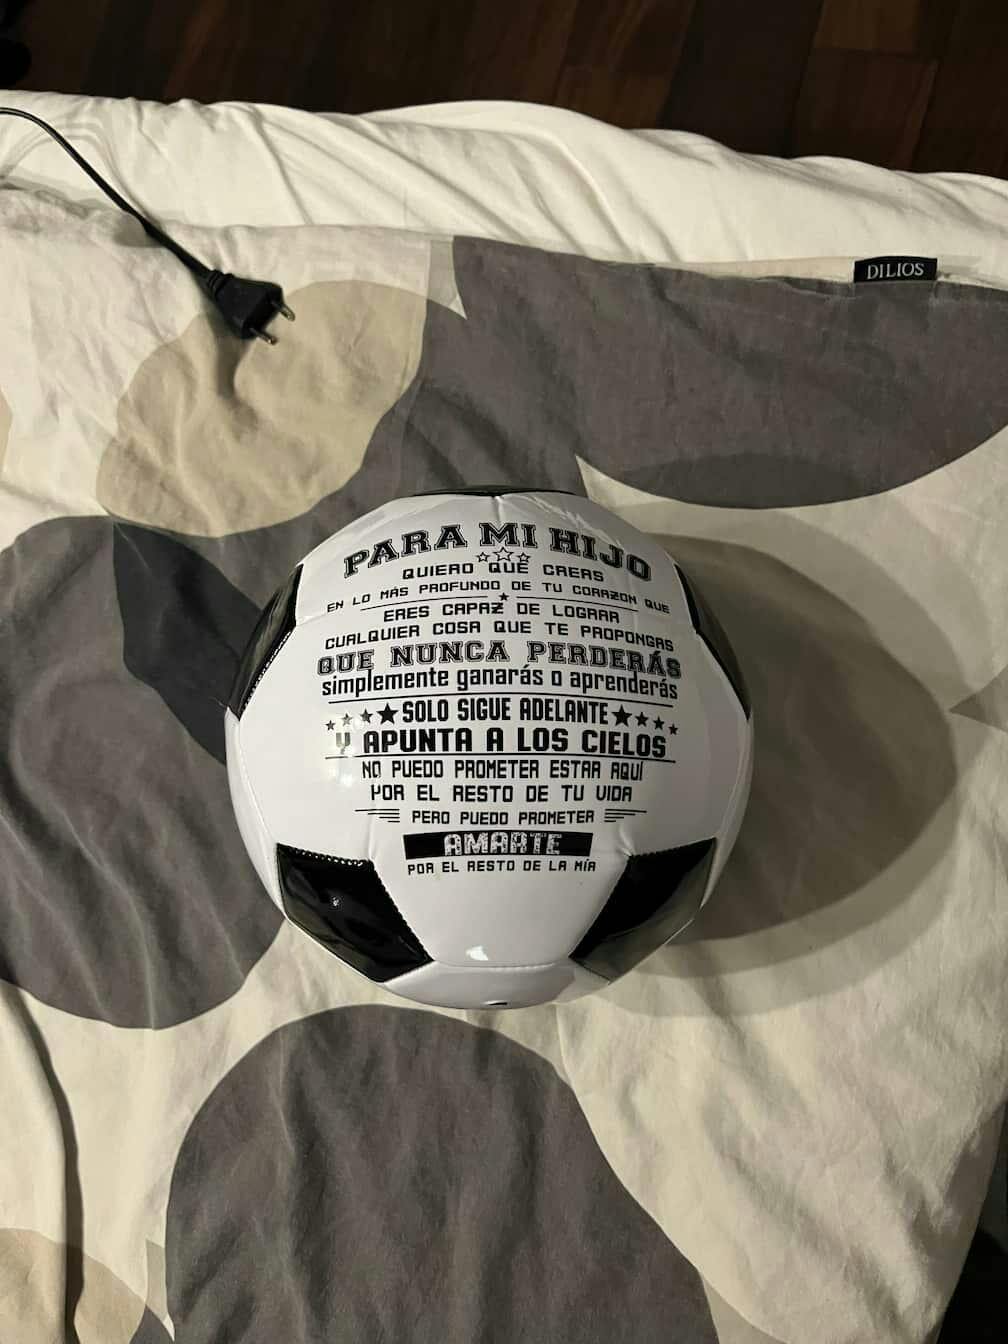 DILIOS
PARA MI HIJO
QUIERO QUE CREAS
EN LO MÁS PROFUNDO DE TU CORAZON QUE
ERES CAPAZ DE LOGRAR
CUALQUIER COSA QUE TE PROPONGAS
QUE NUNCA PERDERÁS
simplemente ganarás o aprenderás
SOLO SIGUE ADELANTE
Y APUNTA A LOS CIELOS
NO PUEDO PROMETER ESTAR AQUÍ
POR EL RESTO DE TU VIDA
PERO PUEDO PROMETER
AMARTE
POR EL RESTO DE LA MÍA